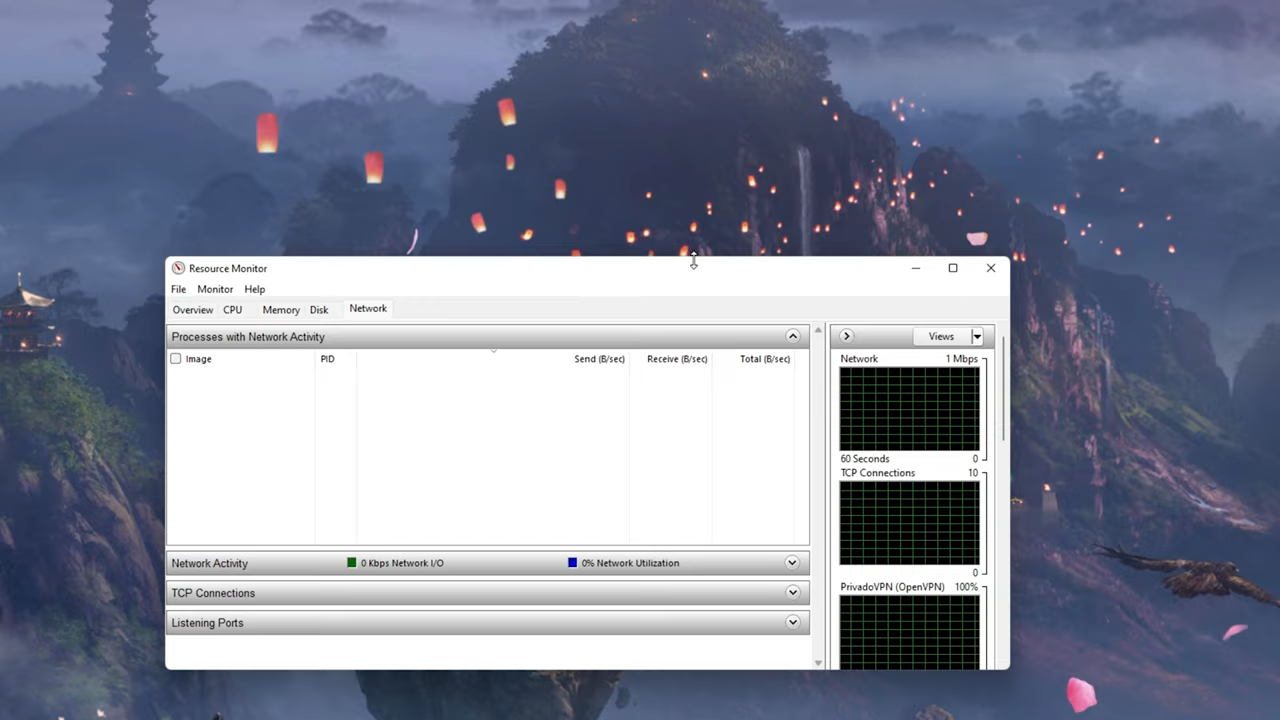 Resource Monitor
File Monitor Help
Overview CPU Memory Disk Network
Processes with Network Activity
Image PID Send (B/sec) Receive (B/sec) Total (B/sec)
Network Activity 0 Kbps Network I/O 0% Network Utilization
TCP Connections
Listening Ports
Views
Network 1 Mbps
60 Seconds 0
TCP Connections 10
0
PrivadoVPN (OpenVPN) 100%